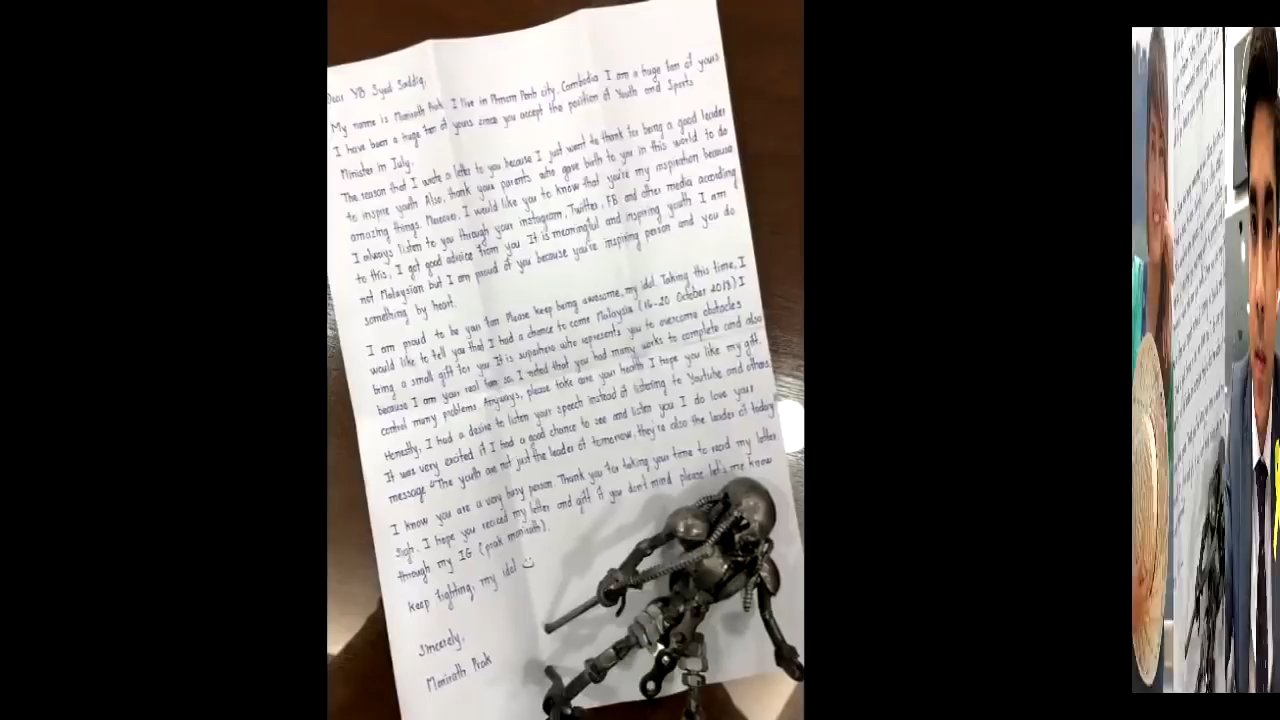 Dear YB Syed Saddiq,
My name is Monirath Prak. I live in Phnom Penh city, Cambodia. I am a huge fan of yours
I have been a huge fan of yours since you accept the position of Youth and Sports
Minister in July.
The reason that I wrote a letter to you because I just want to thank for being a good leader
to inspire youth. Also, thank your parents who gave birth to you in this world to do
amazing things. Moreover, I would like you to know that you're my inspiration because
I always listen to you through your instagram, Twitter, FB and other media according
to this, I got good advice from you. It is meaningful and inspiring youth I am
not Malaysian but I am proud of you because you're inspiring person and you do
something by heart.
I am proud to be your fan Please keep being awesome, my idol. Taking this time, I
would like to tell you that I had a chance to come Malaysia (16-20 October 2018) I
bring a small gift for you. It is superhero who represents you to overcome obstacles
because I am your real fan so, I noted that you had many works to complete and also
control many problems. Anyways, please take care your health I hope you like my gift.
Honestly, I had a desire to listen your speech instead of listening to Youtube and others.
It was very excited if I had a good chance to see and listen you I do love your
message "The youth are not just the leader of tomorrow, they're also the leader of today
I know you are a very busy person Thank you for taking your time to read my letter
I hope you recieced my letter and gift if you don't mind please let's me know
through my IG (prak monirath).
keep fighting, my idol
Sincerely,
Monirath Prak